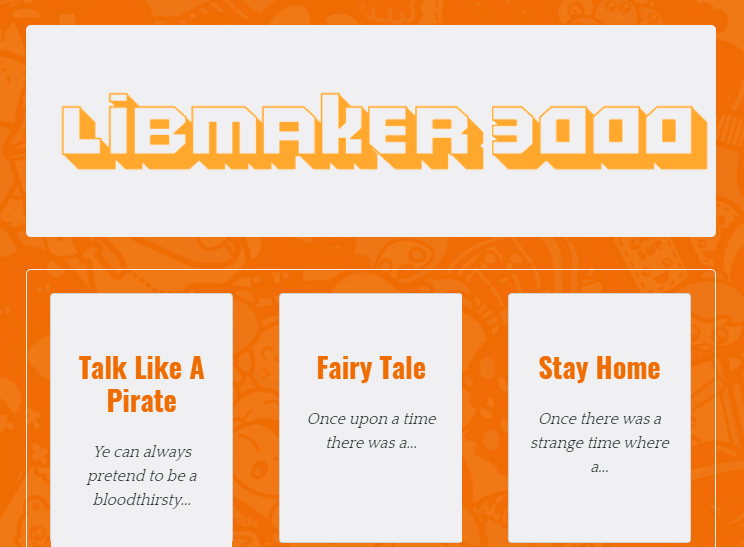 LiBMAKER 3000
Talk Like A
Pirate
Ye can always
pretend to be a
bloodthirsty...
Fairy Tale
Once upon a time
there was a...
Stay Home
Once there was a
strange time where
a...